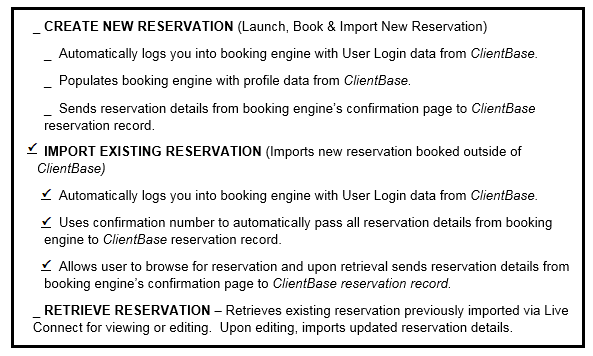 _ CREATE NEW RESERVATION (Launch, Book & Import New Reservation)
_ Automatically logs you into booking engine with User Login data from ClientBase.
_ Populates booking engine with profile data from ClientBase.
_ Sends reservation details from booking engine's confirmation page to ClientBase
reservation record.
✓ IMPORT EXISTING RESERVATION (Imports new reservation booked outside of
ClientBase)
✓ Automatically logs you into booking engine with User Login data from ClientBase.
✓ Uses confirmation number to automatically pass all reservation details from booking
engine to ClientBase reservation record.
✓ Allows user to browse for reservation and upon retrieval sends reservation details from
booking engine's confirmation page to ClientBase reservation record.
_ RETRIEVE RESERVATION – Retrieves existing reservation previously imported via Live
Connect for viewing or editing. Upon editing, imports updated reservation details.